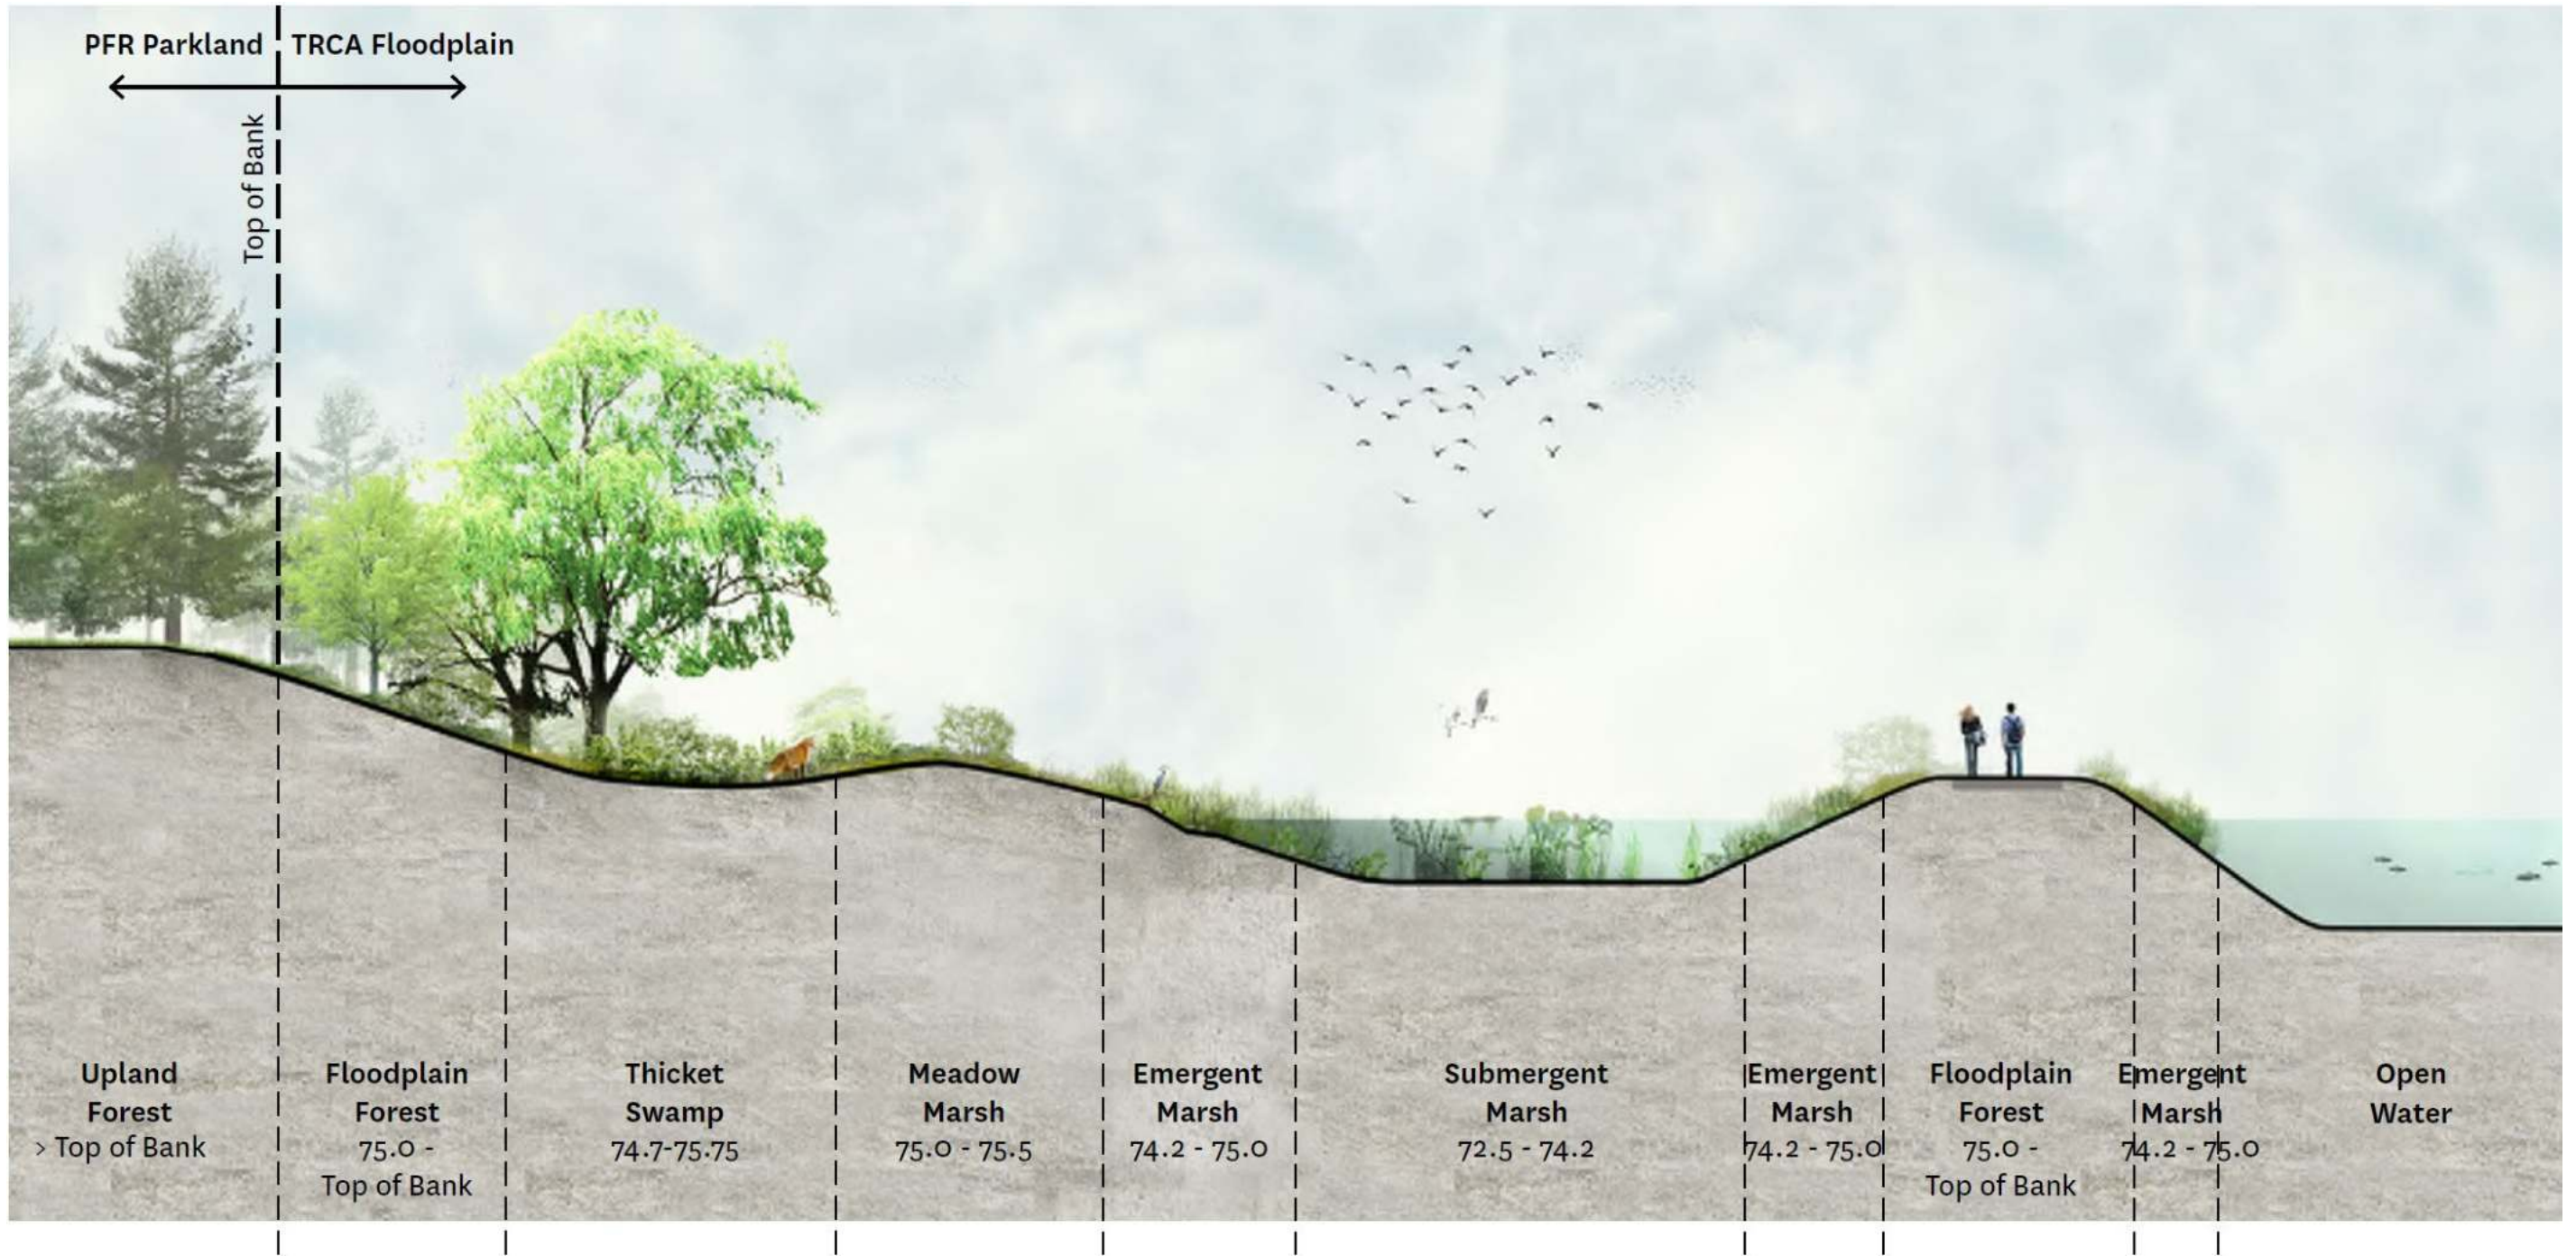 PFR Parkland
TRCA Floodplain
Top of Bank
Upland
Forest
> Top of Bank
Floodplain
Forest
75.0 -
Top of Bank
Thicket
Swamp
74.7-75.75
Meadow
Marsh
75.0 - 75.5
Emergent
Marsh
74.2 - 75.0
Submergent
Marsh
72.5 - 74.2
Emergent
Marsh
74.2 - 75.0
Floodplain
Forest
75.0 -
Top of Bank
Emergent
Marsh
74.2 - 75.0
Open
Water